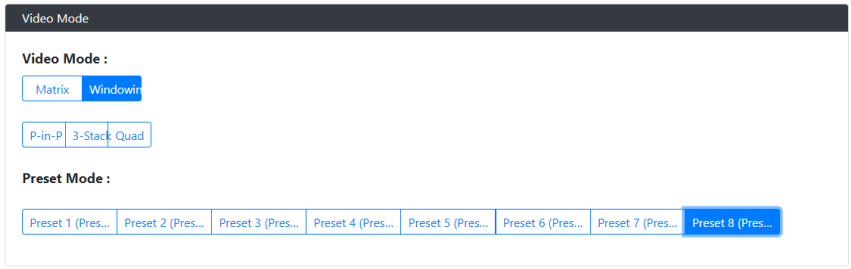 Video Mode
Video Mode :
Matrix Windowin
P-in-P 3-Stack Quad
Preset Mode :
Preset 1 (Pres... Preset 2 (Pres... Preset 3 (Pres... Preset 4 (Pres... Preset 5 (Pres... Preset 6 (Pres... Preset 7 (Pres... Preset 8 (Pres...